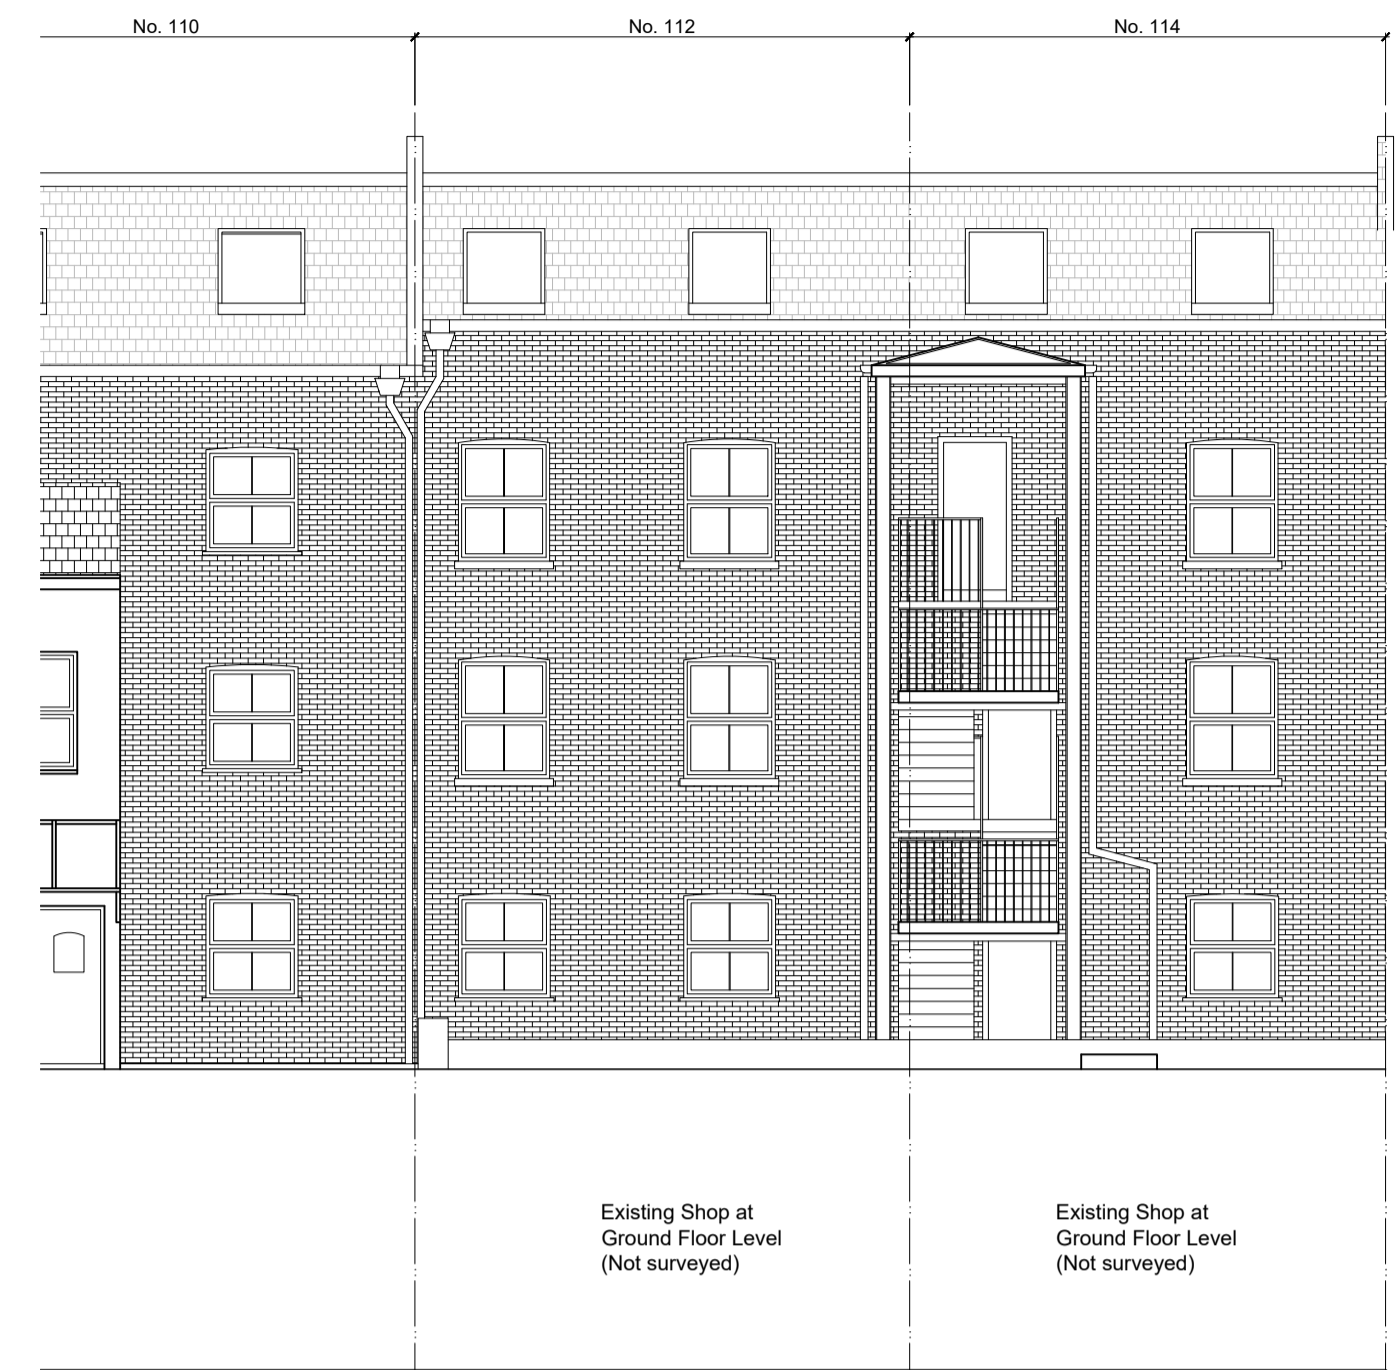 No. 110
No. 112
No. 114
Existing Shop at
Ground Floor Level
(Not surveyed)
Existing Shop at
Ground Floor Level
(Not surveyed)